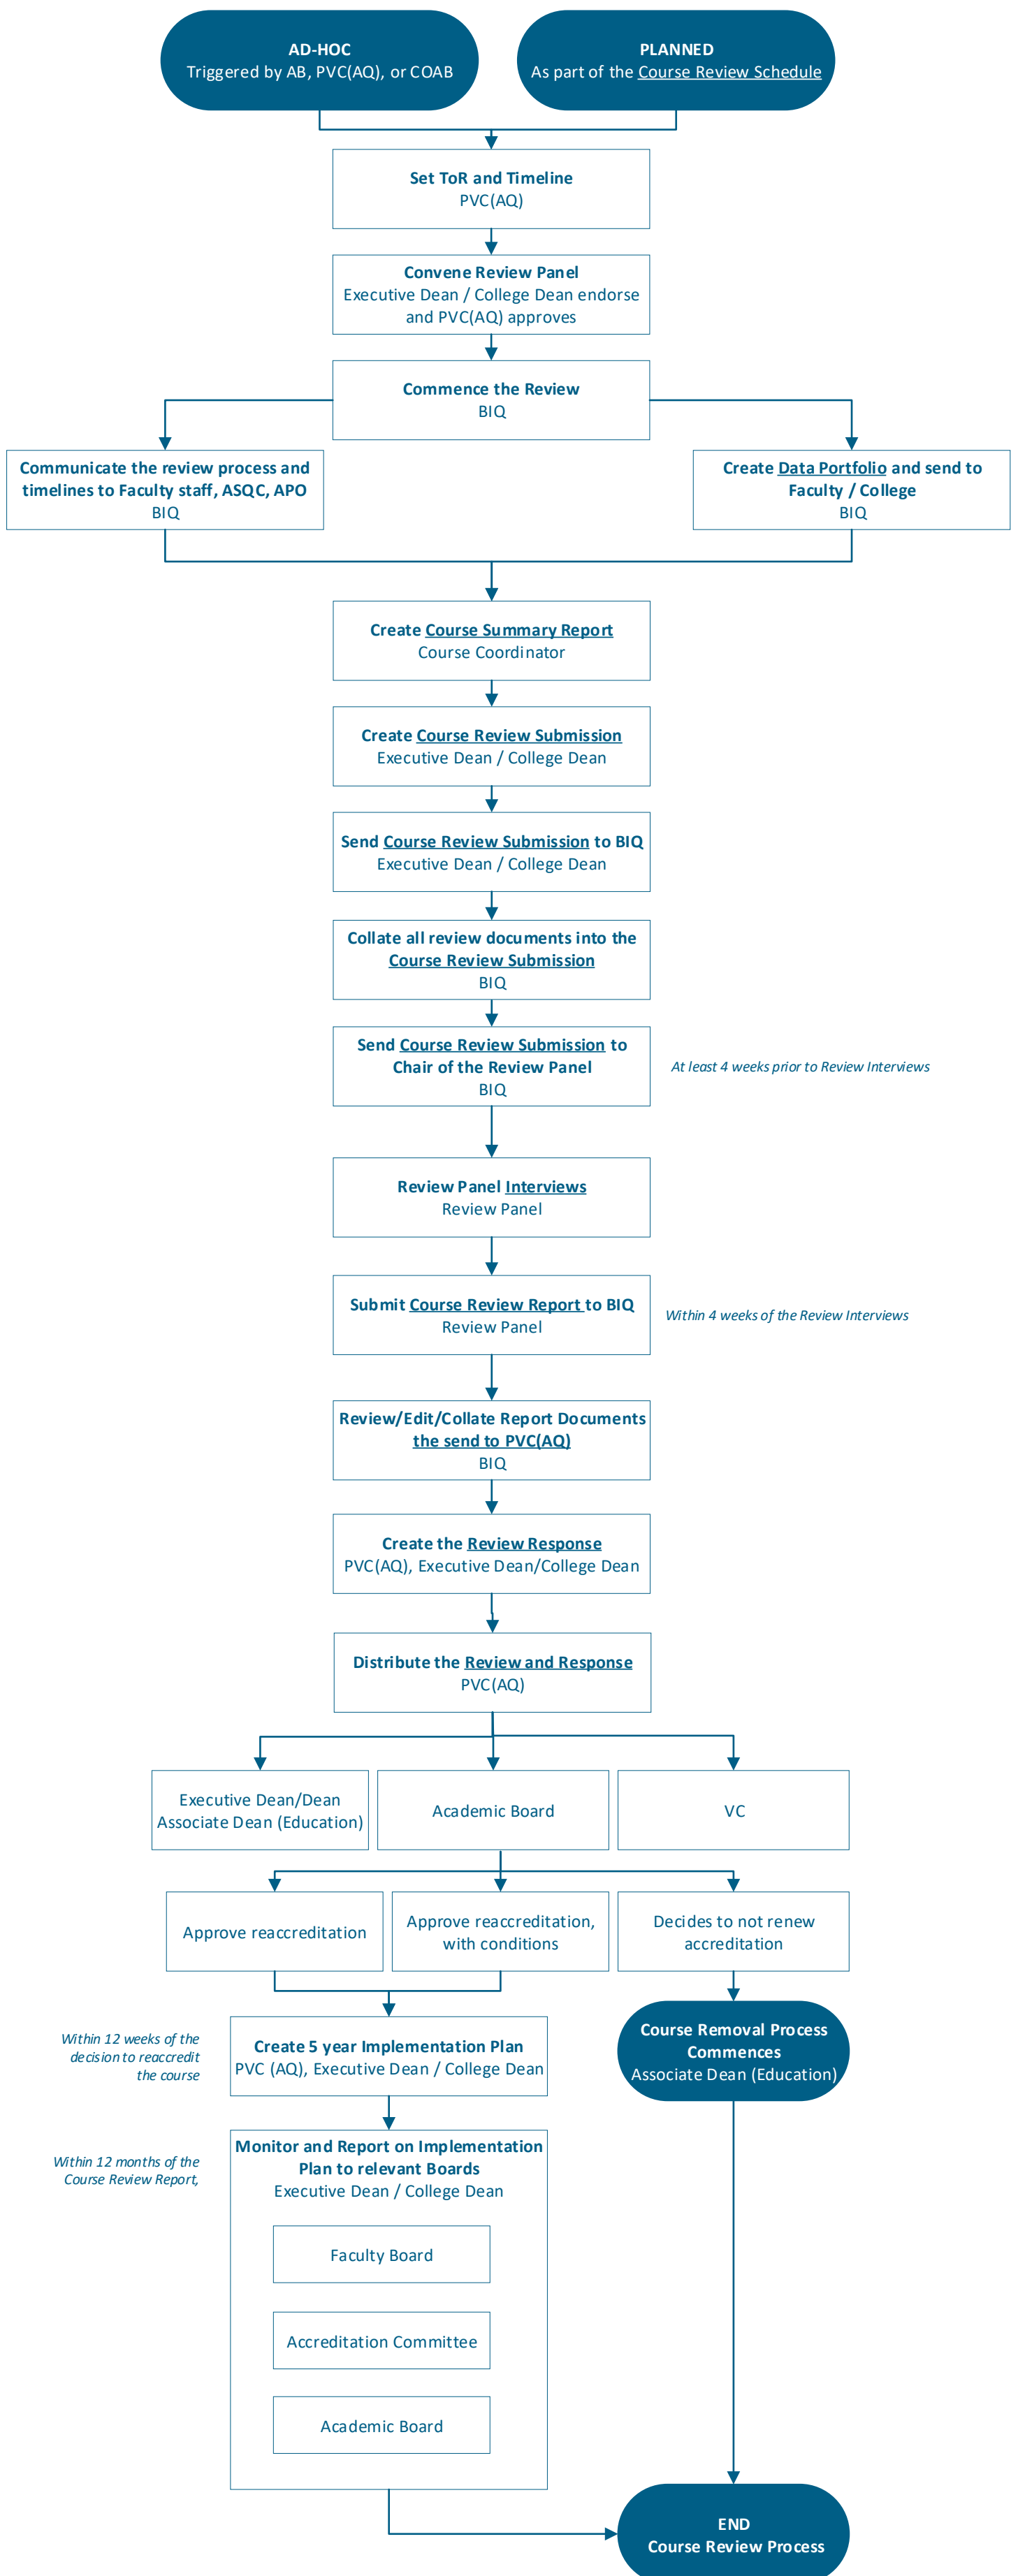 AD-HOC
Triggered by AB, PVC(AQ), or COAB
PLANNED
As part of the Course Review Schedule
Set ToR and Timeline
PVC(AQ)
Convene Review Panel
Executive Dean / College Dean endorse
and PVC(AQ) approves
Commence the Review
BIQ
Communicate the review process and
timelines to Faculty staff, ASQC, APO
BIQ
Create Data Portfolio and send to
Faculty / College
BIQ
Create Course Summary Report
Course Coordinator
Create Course Review Submission
Executive Dean / College Dean
Send Course Review Submission to BIQ
Executive Dean / College Dean
Collate all review documents into the
Course Review Submission
BIQ
Send Course Review Submission to
Chair of the Review Panel
BIQ
At least 4 weeks prior to Review Interviews
Review Panel Interviews
Review Panel
Submit Course Review Report to BIQ
Review Panel
Within 4 weeks of the Review Interviews
Review/Edit/Collate Report Documents
the send to PVC(AQ)
BIQ
Create the Review Response
PVC(AQ), Executive Dean/College Dean
Distribute the Review and Response
PVC(AQ)
Executive Dean/Dean
Associate Dean (Education)
Academic Board
VC
Approve reaccreditation
Approve reaccreditation,
with conditions
Decides to not renew
accreditation
Within 12 weeks of the
decision to reaccredit
the course
Create 5 year Implementation Plan
PVC (AQ), Executive Dean / College Dean
Course Removal Process
Commences
Associate Dean (Education)
Within 12 months of the
Course Review Report,
Monitor and Report on Implementation
Plan to relevant Boards
Executive Dean / College Dean
Faculty Board
Accreditation Committee
Academic Board
END
Course Review Process